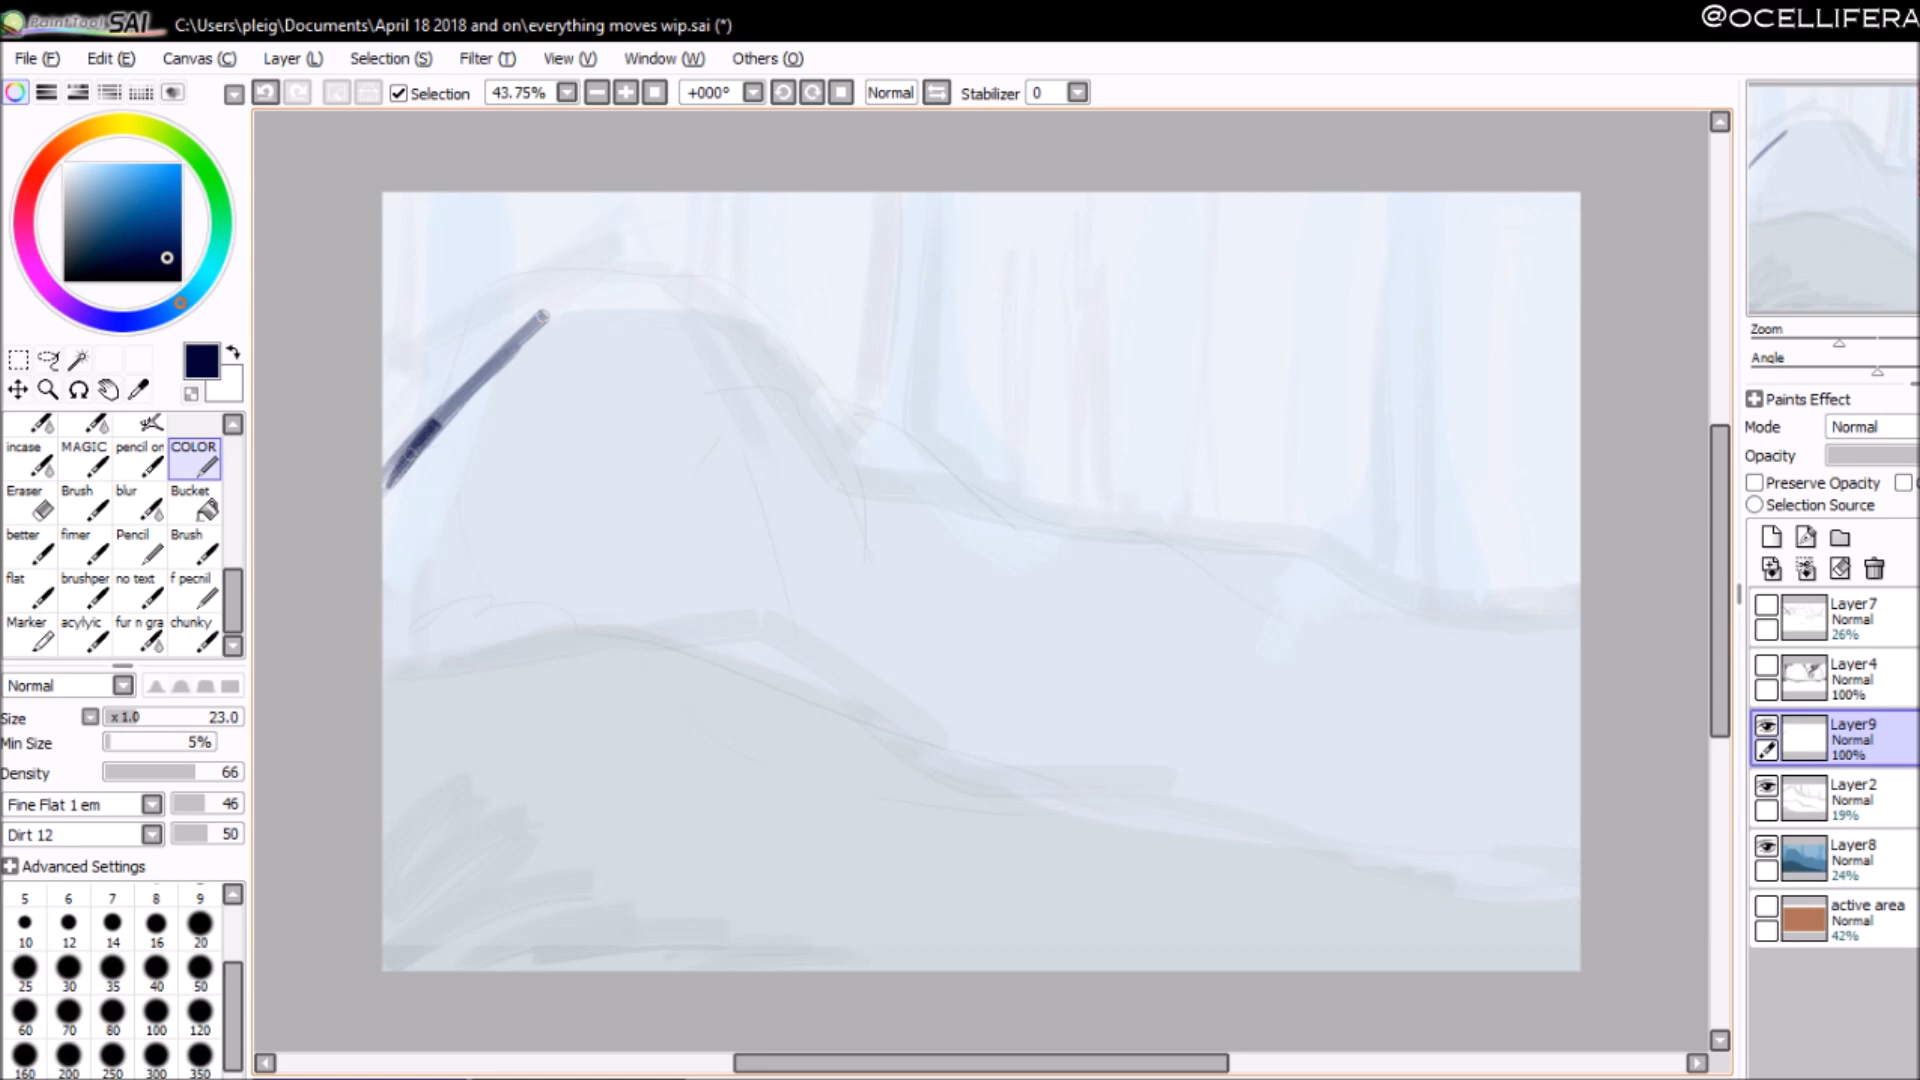 @OCELLIFERA
PaintTool SAI C:\Users\pleig\Documents\April 18 2018 and on\everything moves wip.sai (*)
File (F) Edit (E) Canvas (C) Layer (L) Selection (S) Filter (T) View (V) Window (W) Others (O)
Selection 43.75% +000° Normal Stabilizer 0
Zoom
Angle
Paints Effect
Mode Normal
Opacity
Preserve Opacity
Selection Source
Layer7
Normal
26%
Layer4
Normal
100%
Layer9
Normal
100%
Layer2
Normal
19%
Layer8
Normal
24%
active area
Normal
42%
incase MAGIC pencil on COLOR
Eraser Brush blur Bucket
better fimer Pencil Brush
flat brushper no text f pecnil
Marker acylyic fur n gra chunky
Normal
Size x 1.0 23.0
Min Size 5%
Density 66
Fine Flat 1 em 46
Dirt 12 50
Advanced Settings
5 6 7 8 9
10 12 14 16 20
25 30 35 40 50
60 70 80 100 120
160 200 250 300 350